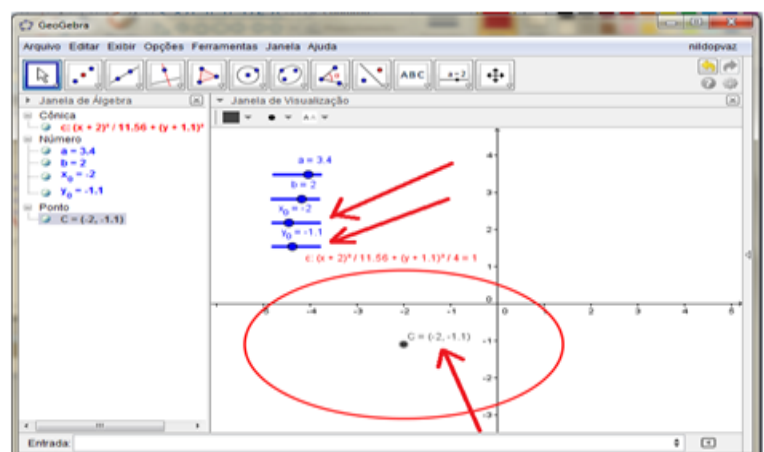 GeoGebra
Arquivo Editar Exibir Opções Ferramentas Janela Ajuda
nildopvaz
ABC
a=2
Janela de Álgebra
Janela de Visualização
Cônica
c: (x + 2)² / 11.56 + (y + 1.1)²
Número
a = 3.4
b = 2
x₀ = -2
y₀ = -1.1
Ponto
C = (-2, -1.1)
a = 3.4
b = 2
x₀ = -2
y₀ = -1.1
c: (x + 2)² / 11.56 + (y + 1.1)² / 4 = 1
4
3
2
1
0
-5 -4 -3 -2 -1 0 2 3 4 5
C = (-2, -1.1)
-1
-2
-3
Entrada: